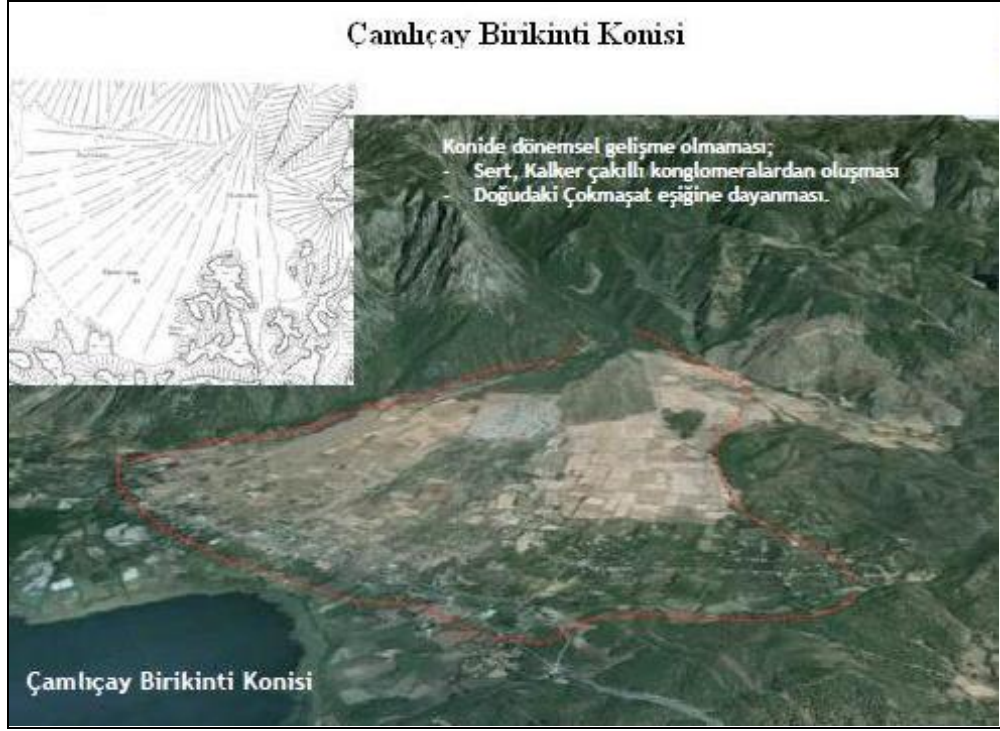 Çamlıçay Birikinti Konisi
Konide dönemsel gelişme olmaması;
- Sert, Kalker çakıllı konglomeralardan oluşması
- Doğudaki Çokmaşat eşiğine dayanması.
Çamlıçay Birikinti Konisi